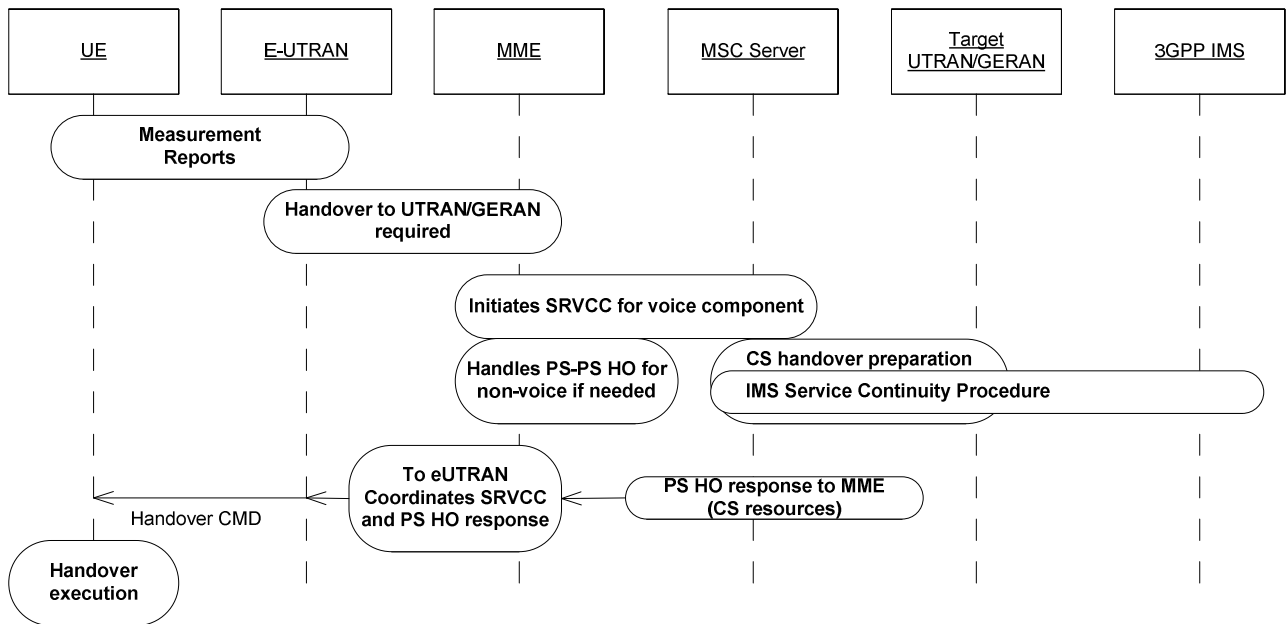 UE
E-UTRAN
MME
MSC Server
Target
UTRAN/GERAN
3GPP IMS
Measurement
Reports
Handover to UTRAN/GERAN
required
Initiates SRVCC for voice component
Handles PS-PS HO for
non-voice if needed
CS handover preparation
IMS Service Continuity Procedure
To eUTRAN
Coordinates SRVCC
and PS HO response
PS HO response to MME
(CS resources)
Handover CMD
Handover
execution